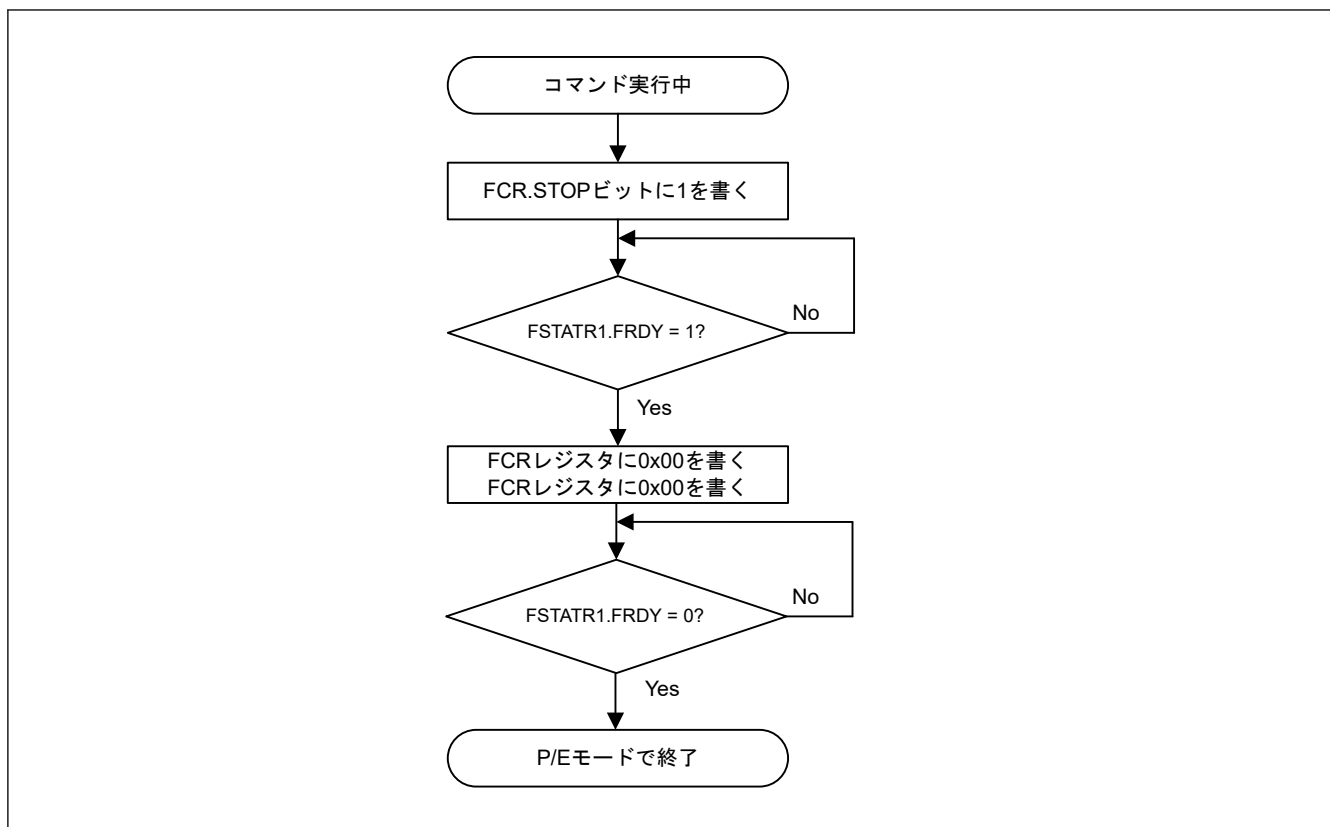 コマンド実行中
FCR.STOPビットに1を書く
FSTATR1.FRDY = 1?
No
Yes
FCRレジスタに0x00を書く
FCRレジスタに0x00を書く
FSTATR1.FRDY = 0?
No
Yes
P/Eモードで終了